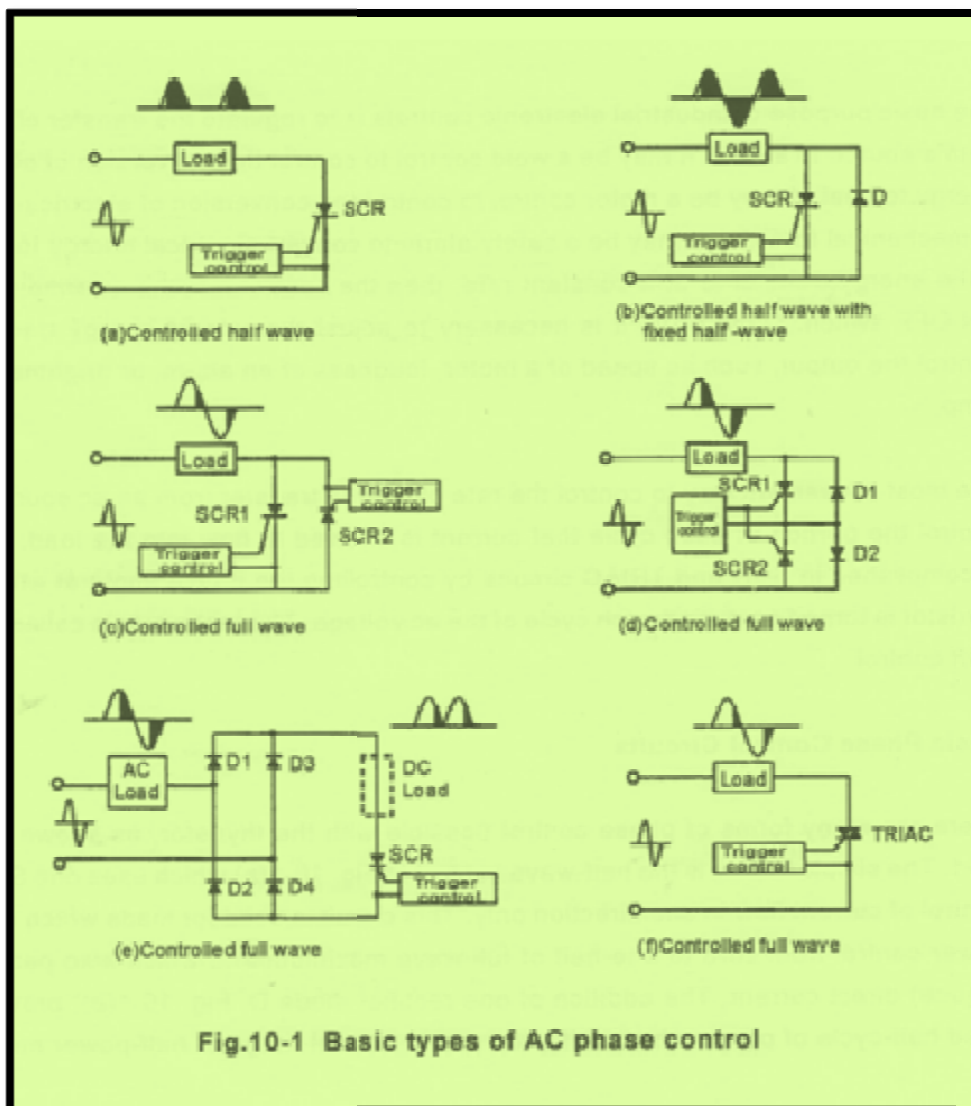 Load
SCR
Trigger
control
(a)Controlled half wave
Load
SCR
D
Trigger
control
(b)Controlled half wave with
fixed half-wave
Load
Trigger
control
SCR1
SCR2
Trigger
control
(c)Controlled full wave
Load
SCR1
D1
Trigger
control
SCR2
D2
(d)Controlled full wave
AC
Load
D1
D3
DC
Load
SCR
D2
D4
Trigger
control
(e)Controlled full wave
Load
TRIAC
Trigger
control
(f)Controlled full wave
Fig.10-1 Basic types of AC phase control